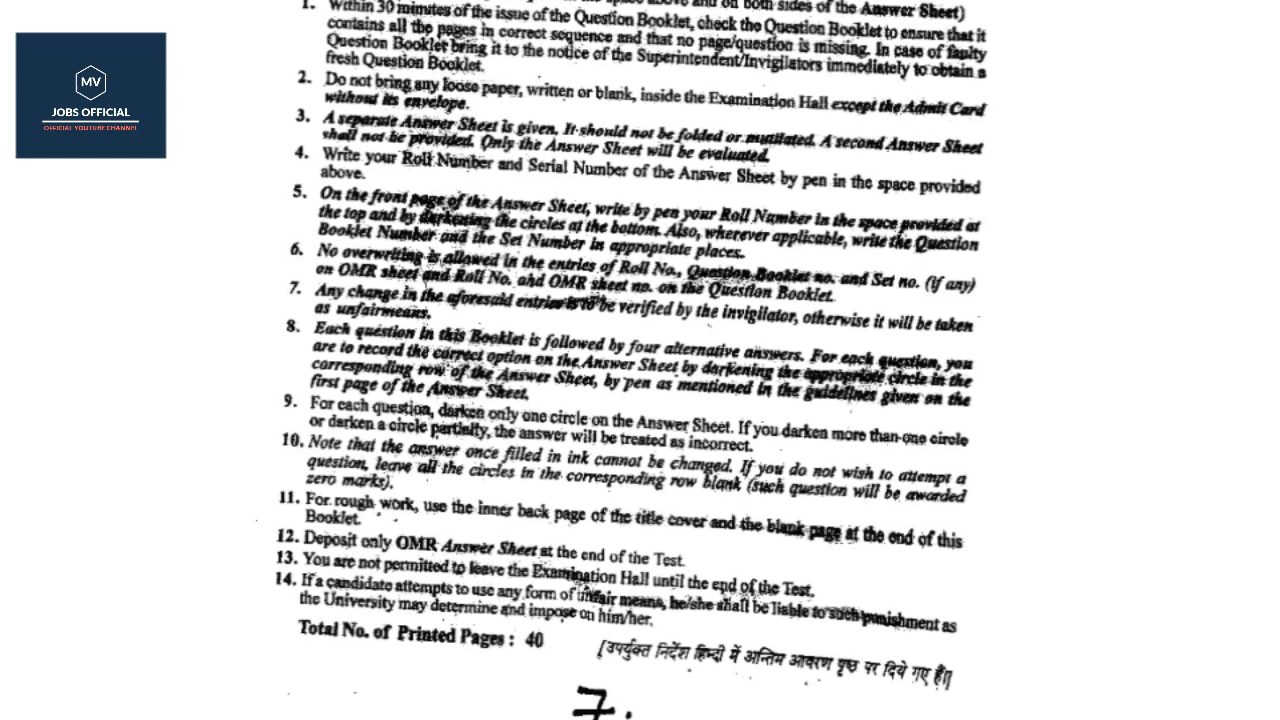 MV
JOBS OFFICIAL
OFFICIAL YOUTUBE CHANNEL
space above and on both sides of the Answer Sheet)
1. Within 30 minutes of the issue of the Question Booklet, check the Question Booklet to ensure that it
contains all the pages in correct sequence and that no page/question is missing. In case of faulty
Question Booklet bring it to the notice of the Superintendent/Invigilators immediately to obtain a
fresh Question Booklet.
2. Do not bring any loose paper, written or blank, inside the Examination Hall except the Admit Card
without its envelope.
3. A separate Answer Sheet is given. It should not be folded or mutilated. A second Answer Sheet
shall not be provided. Only the Answer Sheet will be evaluated.
4. Write your Roll Number and Serial Number of the Answer Sheet by pen in the space provided
above.
5. On the front page of the Answer Sheet, write by pen your Roll Number in the space provided at
the top and by darkening the circles at the bottom. Also, wherever applicable, write the Question
Booklet Number and the Set Number in appropriate places.
6. No overwriting is allowed in the entries of Roll No., Question Booklet no. and Set no. (if any)
on OMR sheet and Roll No. and OMR sheet no. on the Question Booklet.
7. Any change in the aforesaid entries is to be verified by the invigilator, otherwise it will be taken
as unfairmeans.
8. Each question in this Booklet is followed by four alternative answers. For each question, you
are to record the correct option on the Answer Sheet by darkening the appropriate circle in the
corresponding row of the Answer Sheet, by pen as mentioned in the guidelines given on the
first page of the Answer Sheet.
9. For each question, darken only one circle on the Answer Sheet. If you darken more than one circle
or darken a circle partially, the answer will be treated as incorrect.
10. Note that the answer once filled in ink cannot be changed. If you do not wish to attempt a
question, leave all the circles in the corresponding row blank (such question will be awarded
zero marks).
11. For rough work, use the inner back page of the title cover and the blank page at the end of this
Booklet.
12. Deposit only OMR Answer Sheet at the end of the Test.
13. You are not permitted to leave the Examination Hall until the end of the Test.
14. If a candidate attempts to use any form of unfair means, he/she shall be liable to such punishment as
the University may determine and impose on him/her.
Total No. of Printed Pages : 40
[उपर्युक्त निर्देश हिन्दी में अन्तिम आवरण पृष्ठ पर दिये गए हैं।]
7.